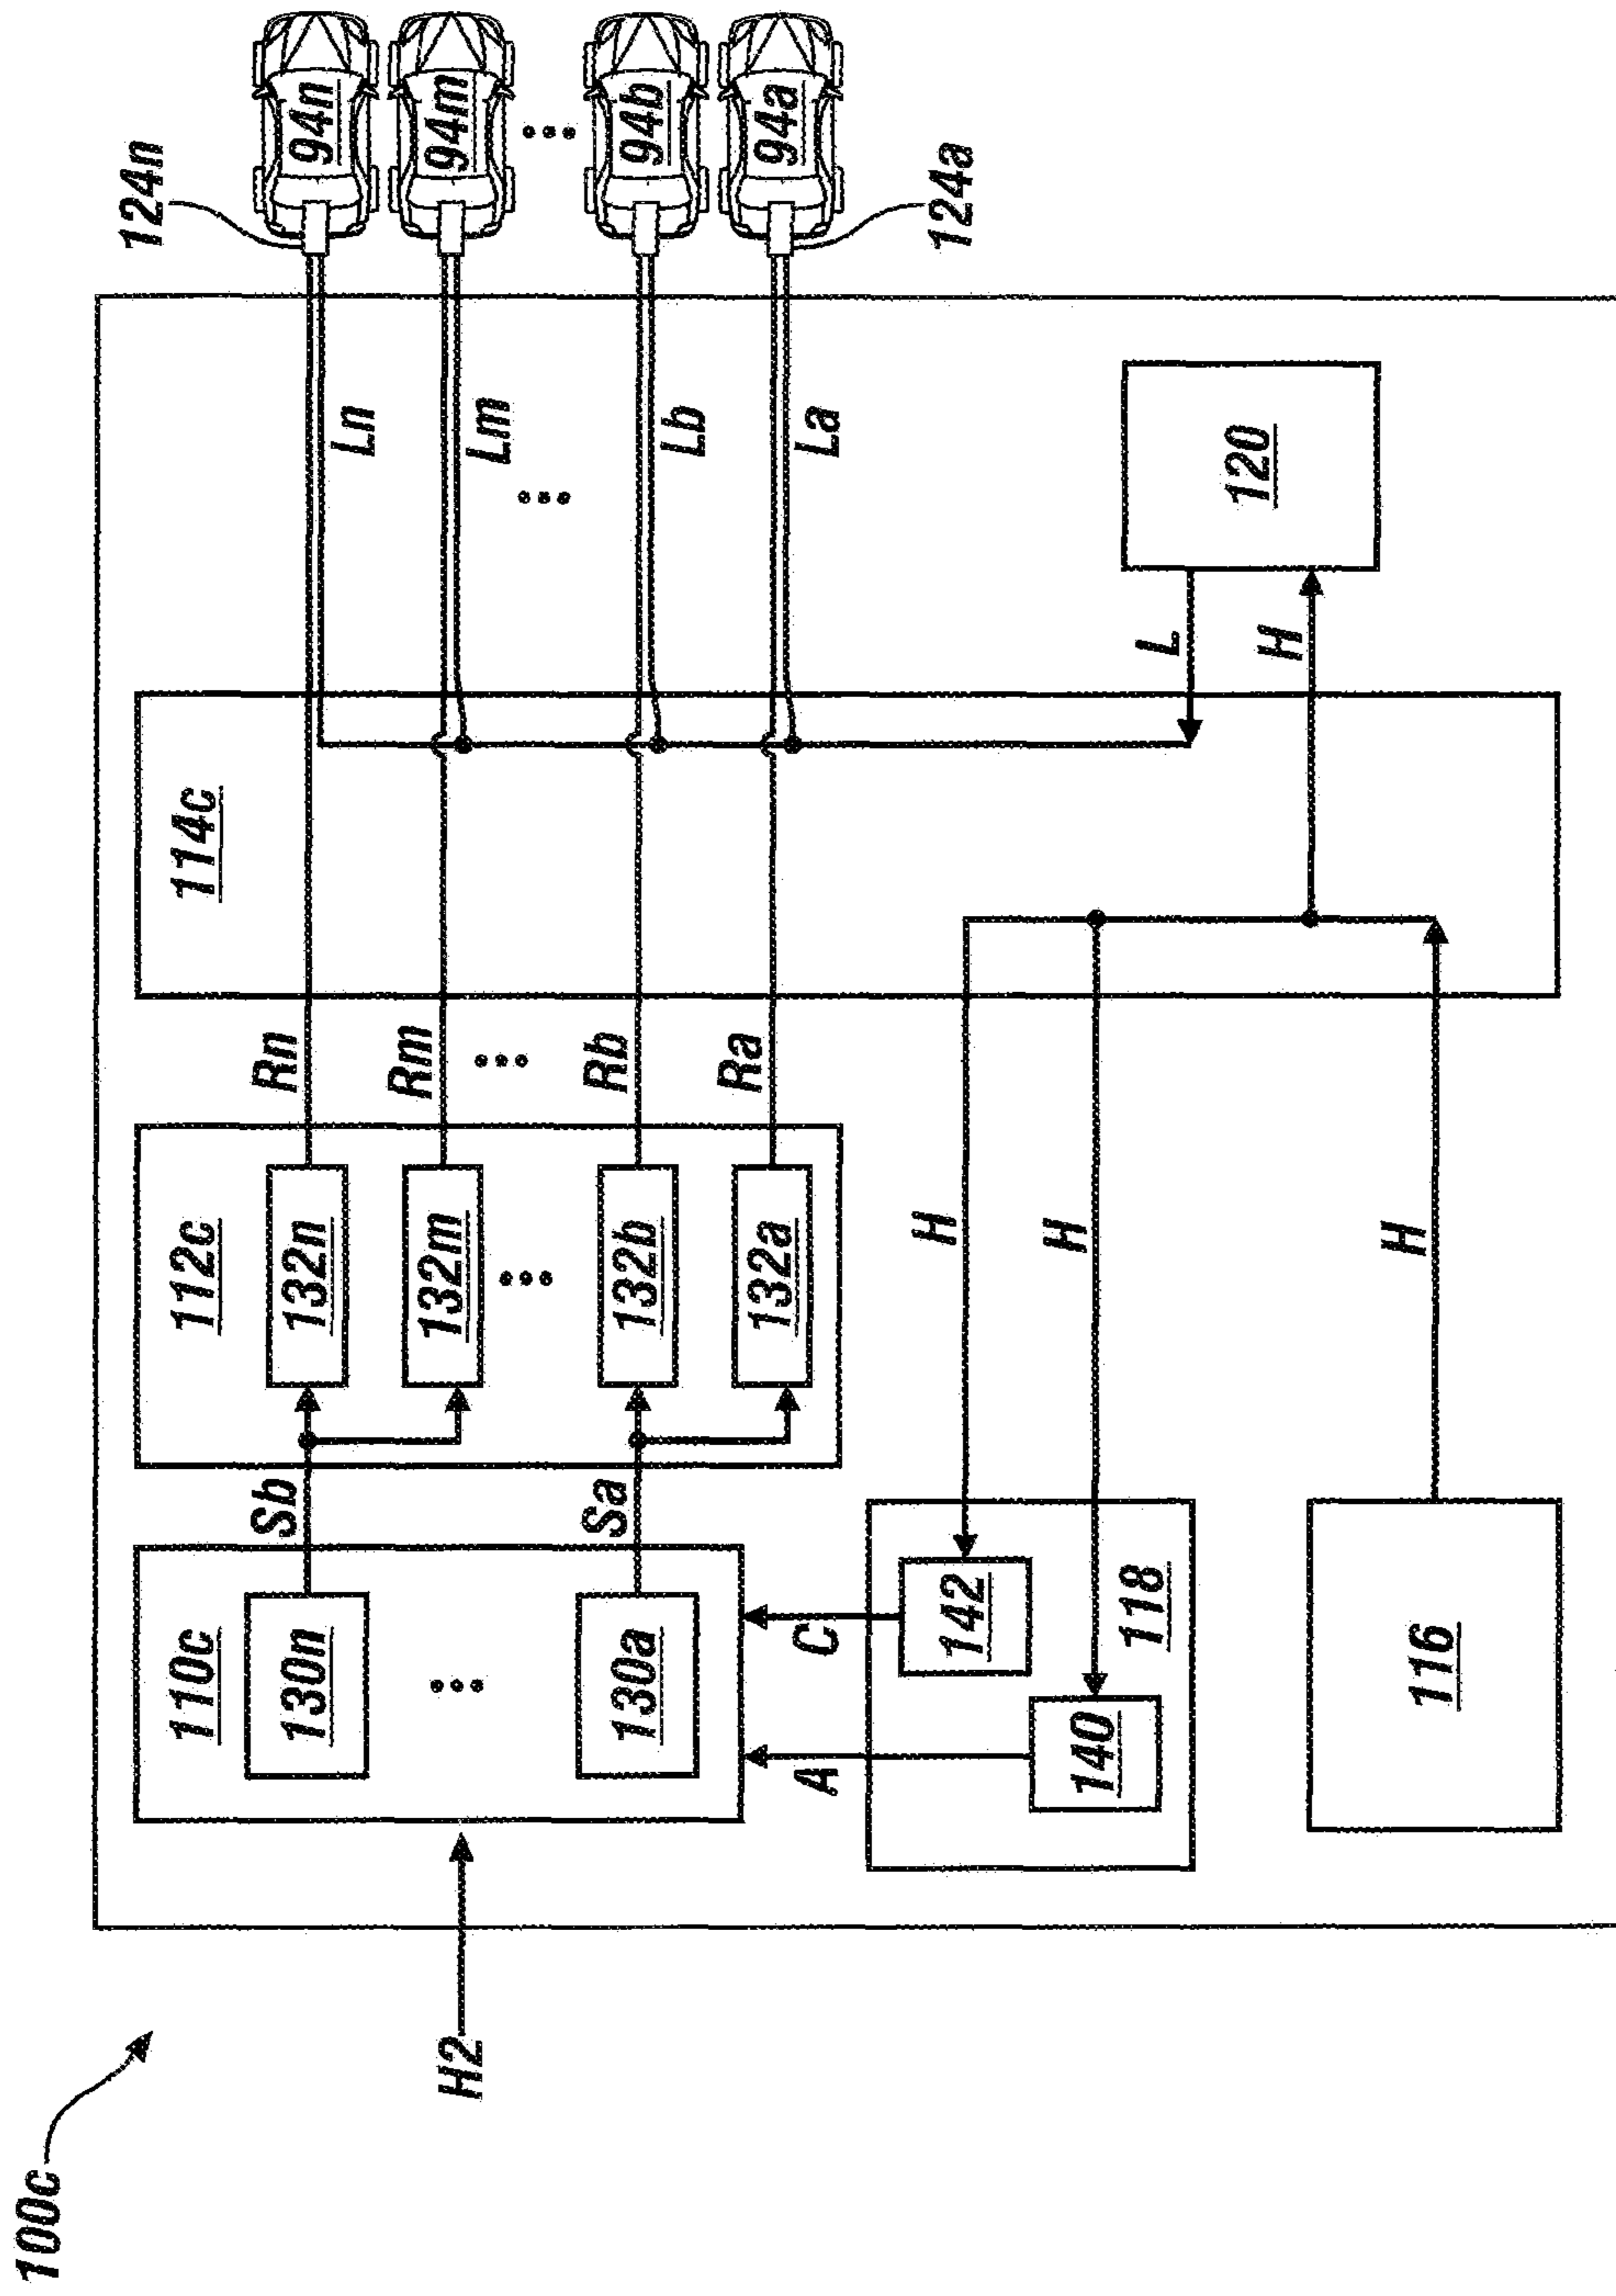 100c
H2
110c
130n
•••
130a
Sb
Sa
112c
132n
132m
•••
132b
132a
Rn
Rm
•••
Rb
Ra
114c
Ln
Lm
•••
Lb
La
124n
94n
94m
•••
94b
94a
124a
A
C
140
142
118
H
H
116
H
L
H
120